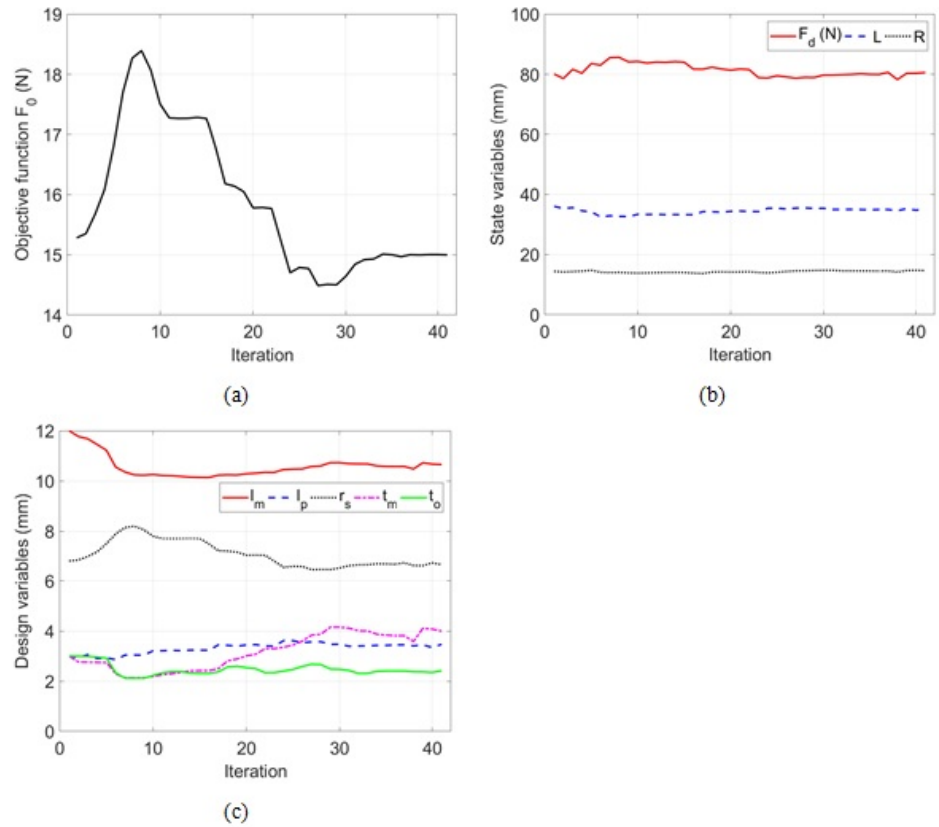 19
18
17
16
15
14
Objective function F0 (N)
0 10 20 30 40
Iteration
(a)
100
80
60
40
20
0
State variables (mm)
Fd (N) L R
0 10 20 30 40
Iteration
(b)
12
10
8
6
4
2
0
Design variables (mm)
lm lp rs tm to
0 10 20 30 40
Iteration
(c)